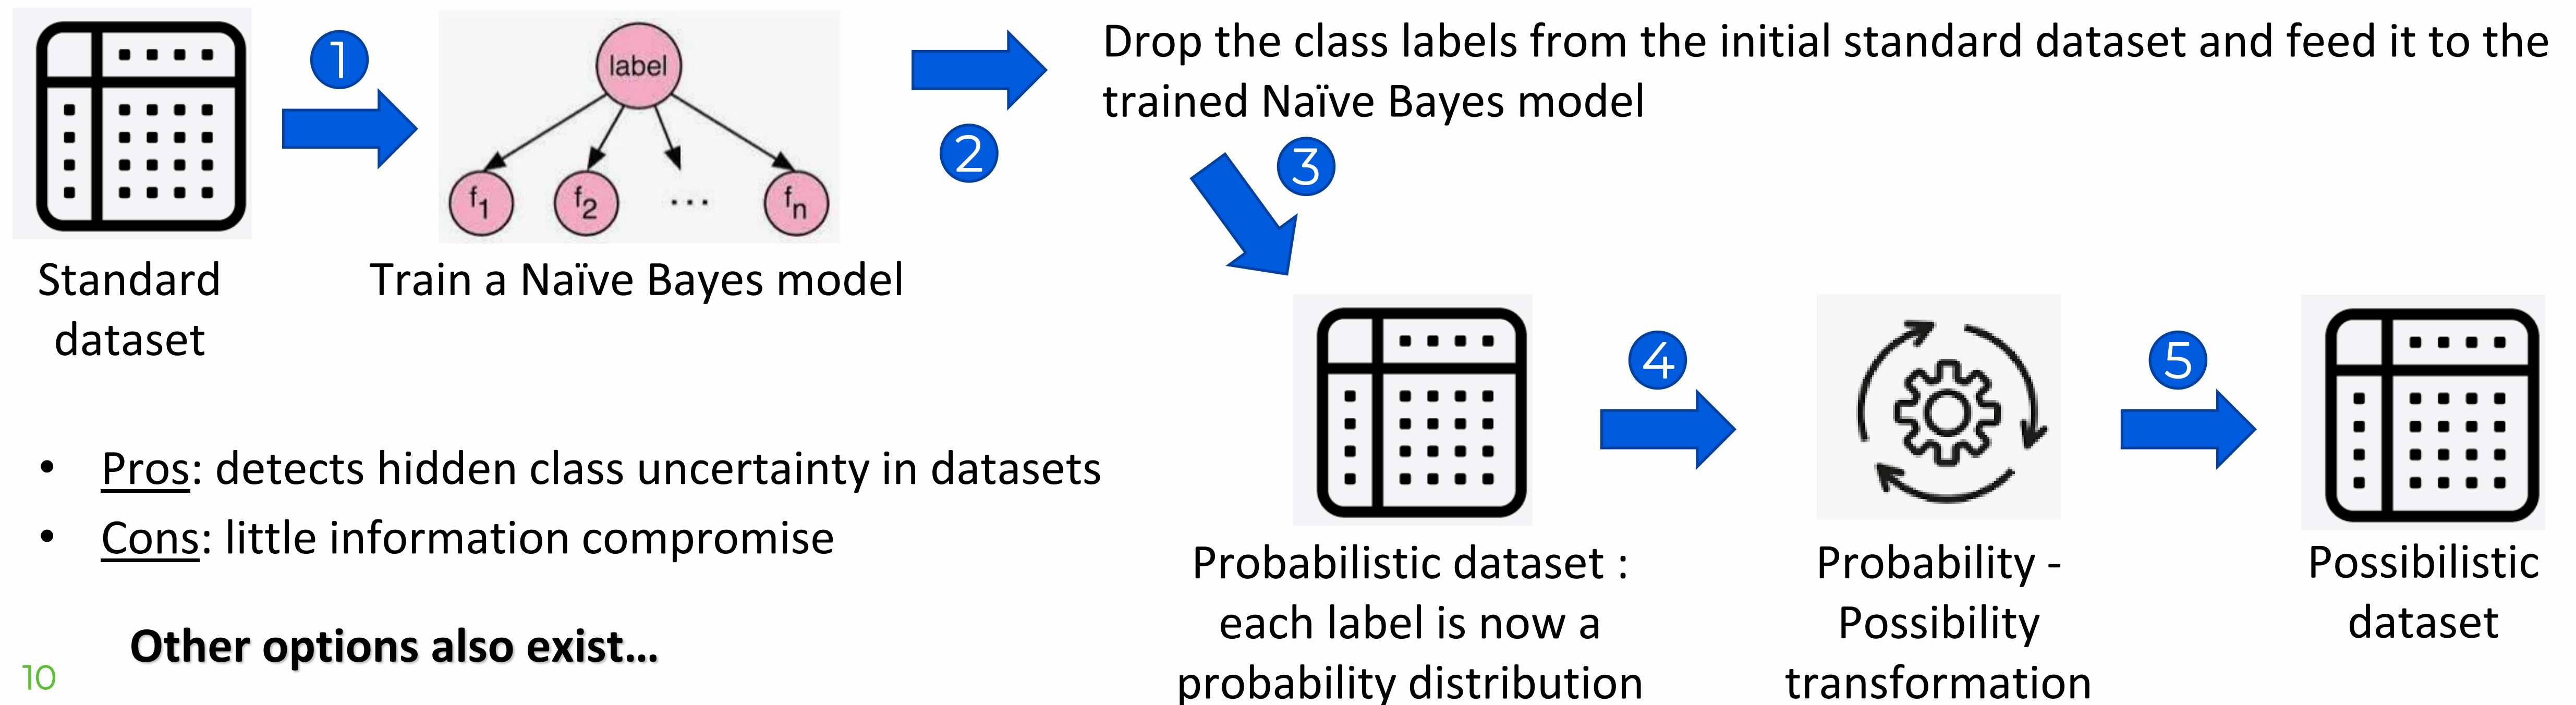 1
label
f1
f2
...
fn
Standard
dataset
Train a Naïve Bayes model
2
Drop the class labels from the initial standard dataset and feed it to the
trained Naïve Bayes model
3
Probabilistic dataset :
each label is now a
probability distribution
4
Probability -
Possibility
transformation
5
Possibilistic
dataset
• Pros: detects hidden class uncertainty in datasets
• Cons: little information compromise
Other options also exist...
10